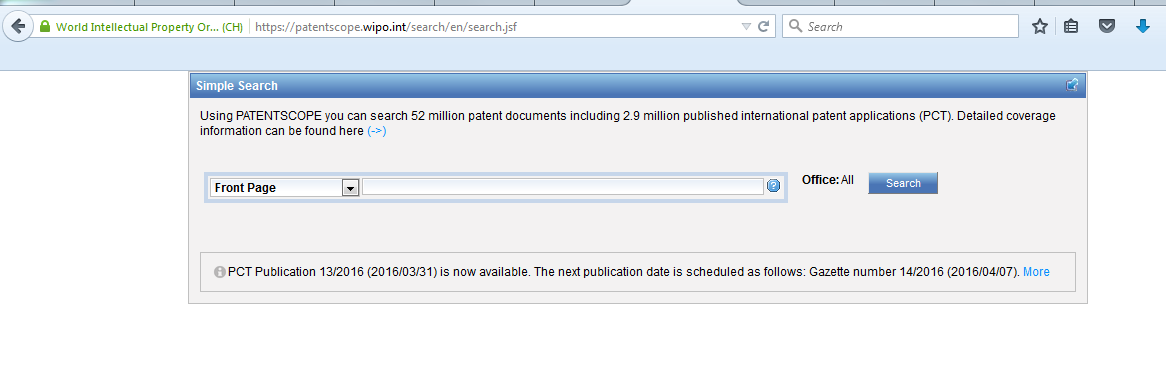 World Intellectual Property Or... (CH) https://patentscope.wipo.int/search/en/search.jsf Search
Simple Search
Using PATENTSCOPE you can search 52 million patent documents including 2.9 million published international patent applications (PCT). Detailed coverage
information can be found here (->)
Front Page ? Office: All Search
PCT Publication 13/2016 (2016/03/31) is now available. The next publication date is scheduled as follows: Gazette number 14/2016 (2016/04/07). More